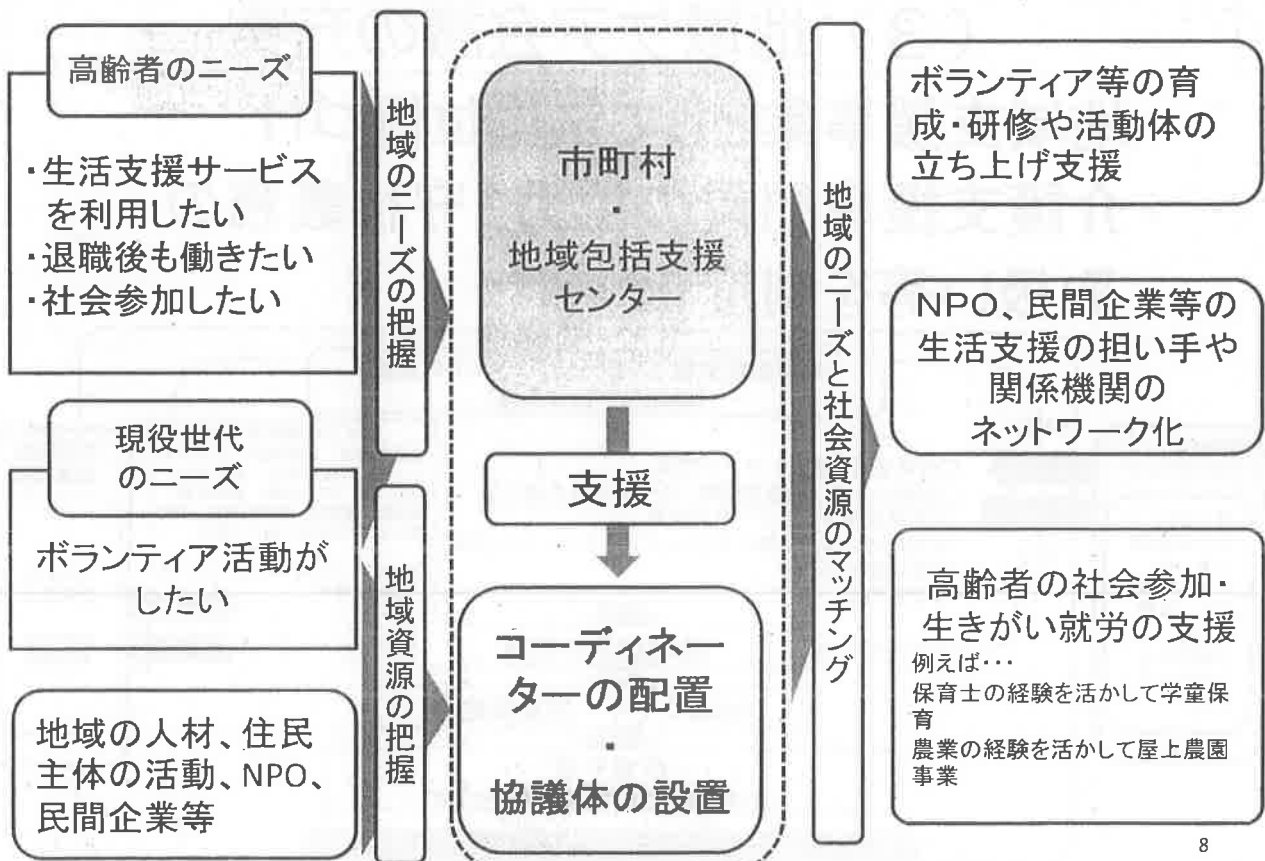 高齢者のニーズ
・生活支援サービス
を利用したい
・退職後も働きたい
・社会参加したい
現役世代
のニーズ
ボランティア活動が
したい
地域の人材、住民
主体の活動、NPO、
民間企業等
地域のニーズの把握
地域資源の把握
市町村
・
地域包括支援
センター
支援
コーディネー
ターの配置
・
協議体の設置
地域のニーズと社会資源のマッチング
ボランティア等の育
成・研修や活動体の
立ち上げ支援
NPO、民間企業等の
生活支援の担い手や
関係機関の
ネットワーク化
高齢者の社会参加・
生きがい就労の支援
例えば・・・
保育士の経験を活かして学童保
育
農業の経験を活かして屋上農園
事業
8